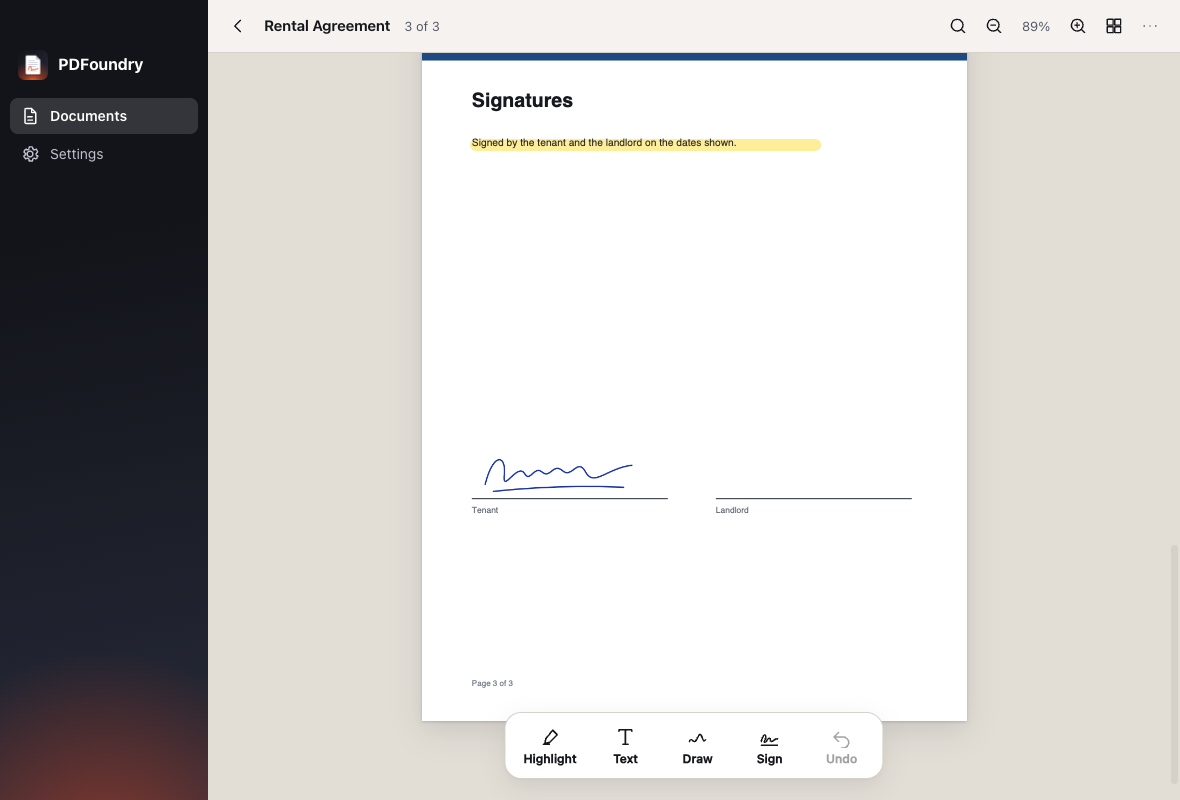 Rental Agreement 3 of 3
89%
PDFoundry
Documents
Settings
Signatures
Signed by the tenant and the landlord on the dates shown.
Tenant
Landlord
Page 3 of 3
Highlight
Text
Draw
Sign
Undo